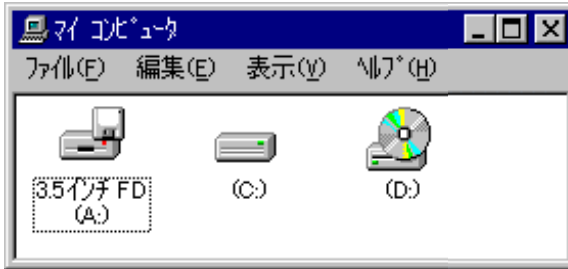 ﾏｲ ｺﾝﾋﾟｭｰﾀ
ﾌｧｲﾙ(F) 編集(E) 表示(V) ﾍﾙﾌﾟ(H)
3.5ｲﾝﾁ FD
(A:)
(C:)
(D:)